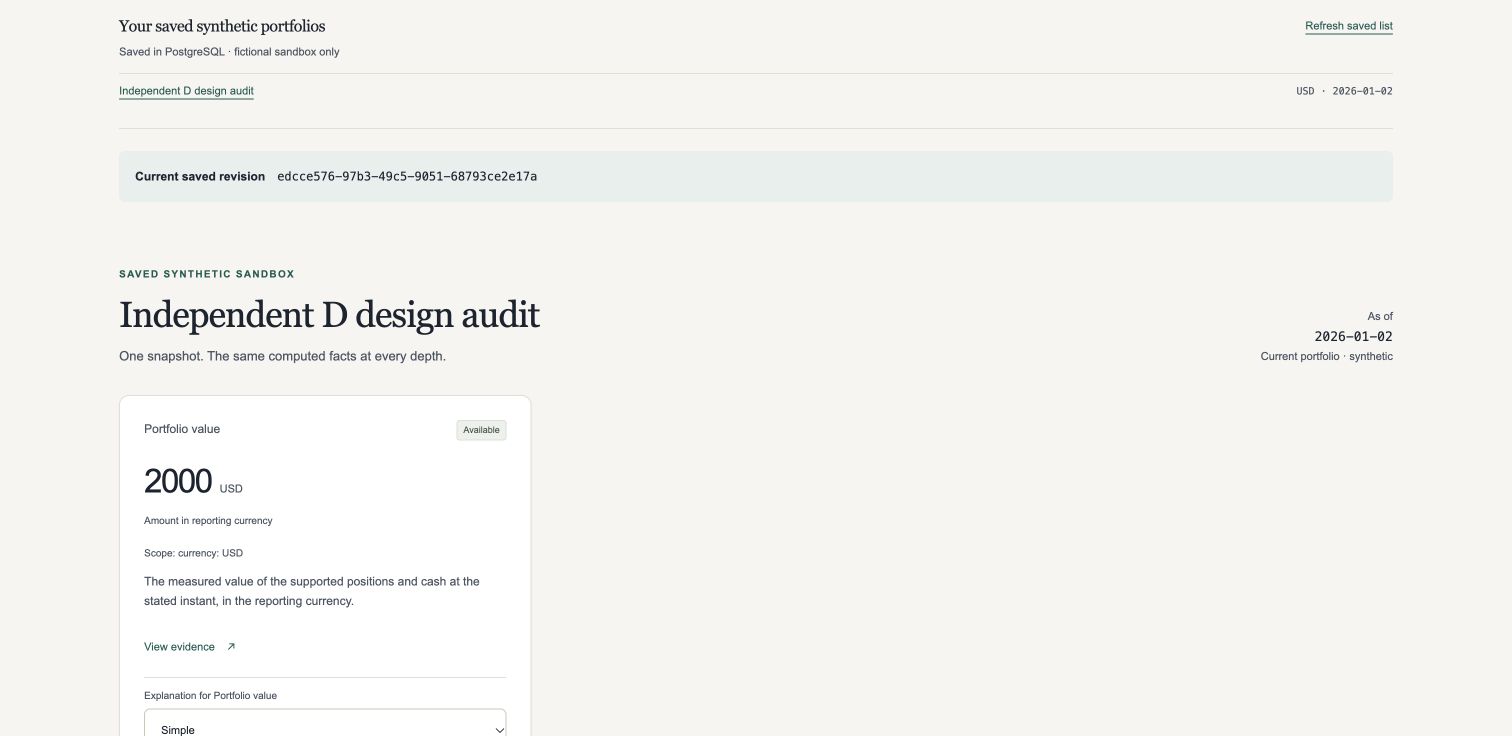 Your saved synthetic portfolios
Refresh saved list
Saved in PostgreSQL · fictional sandbox only
Independent D design audit
USD · 2026-01-02
Current saved revision edcce576-97b3-49c5-9051-68793ce2e17a
SAVED SYNTHETIC SANDBOX
Independent D design audit
One snapshot. The same computed facts at every depth.
As of
2026-01-02
Current portfolio · synthetic
Portfolio value
Available
2000 USD
Amount in reporting currency
Scope: currency: USD
The measured value of the supported positions and cash at the
stated instant, in the reporting currency.
View evidence ↗
Explanation for Portfolio value
Simple